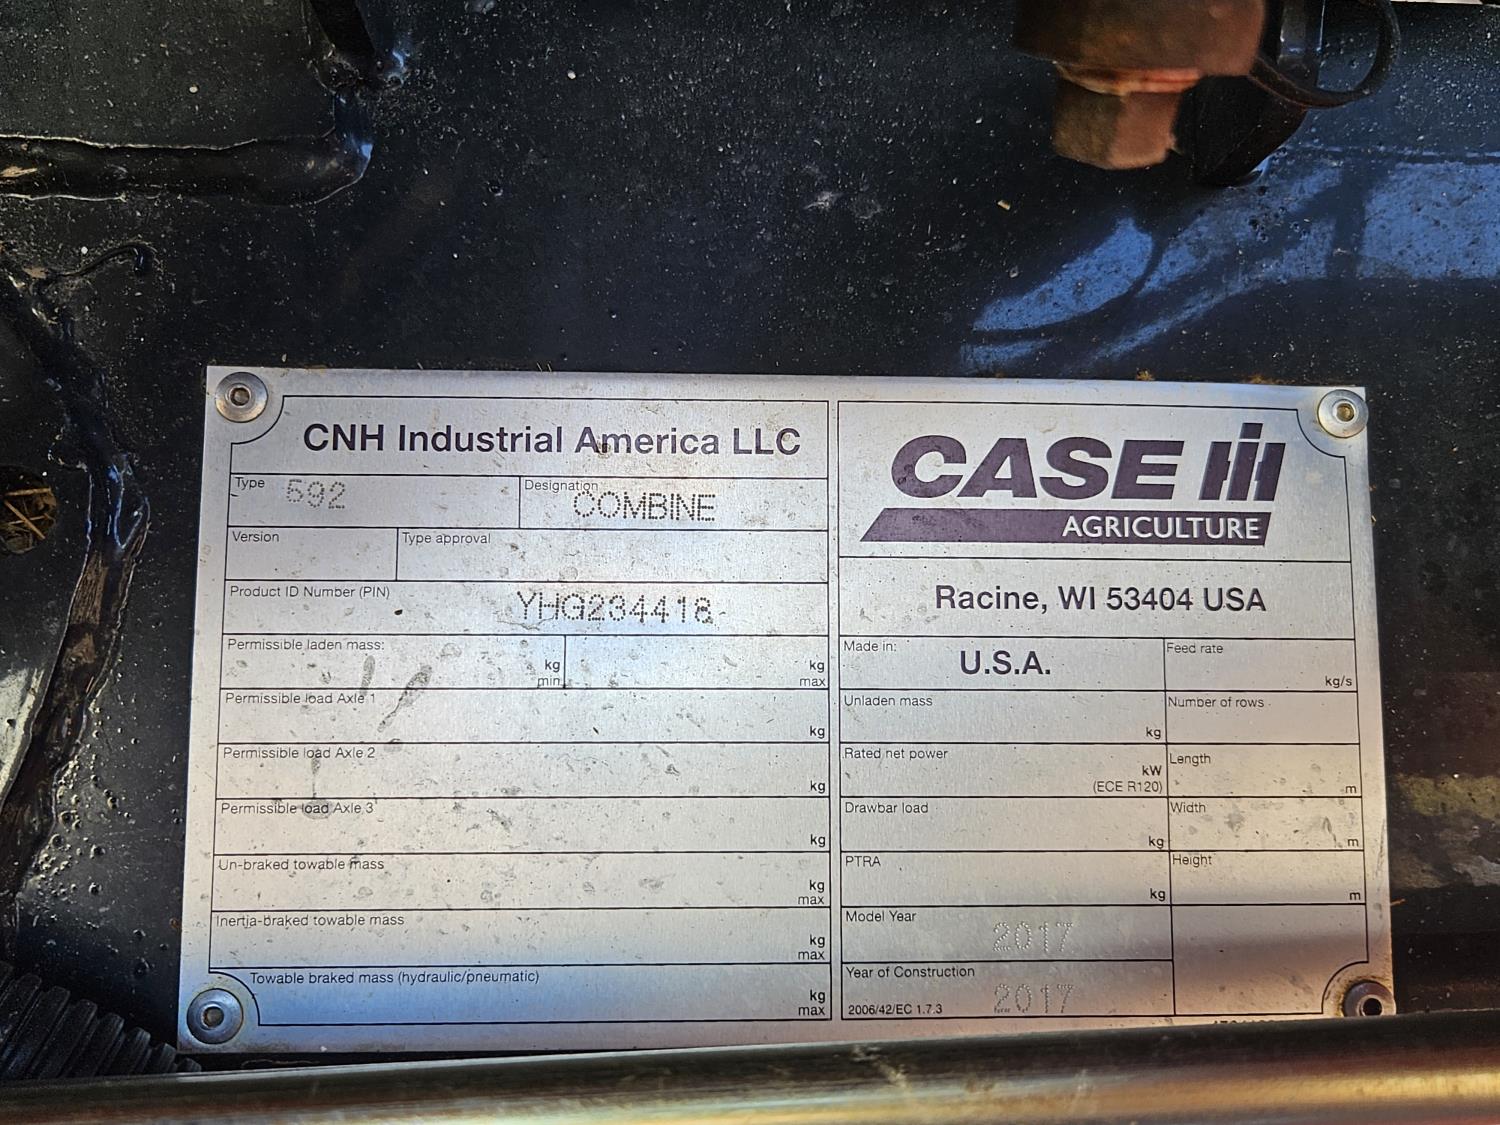 CNH Industrial America LLC
Type 592
Designation COMBINE
Version
Type approval
Product ID Number (PIN) YHG234418
Permissible laden mass: kg min kg max
Permissible load Axle 1 kg
Permissible load Axle 2 kg
Permissible load Axle 3 kg
Un-braked towable mass kg max
Inertia-braked towable mass kg max
Towable braked mass (hydraulic/pneumatic) kg max
CASE IH
AGRICULTURE
Racine, WI 53404 USA
Made in: U.S.A.
Feed rate kg/s
Unladen mass kg
Number of rows
Rated net power kW (ECE R120)
Length m
Drawbar load kg
Width m
PTRA kg
Height m
Model Year 2017
Year of Construction
2006/42/EC 1.7.3 2017